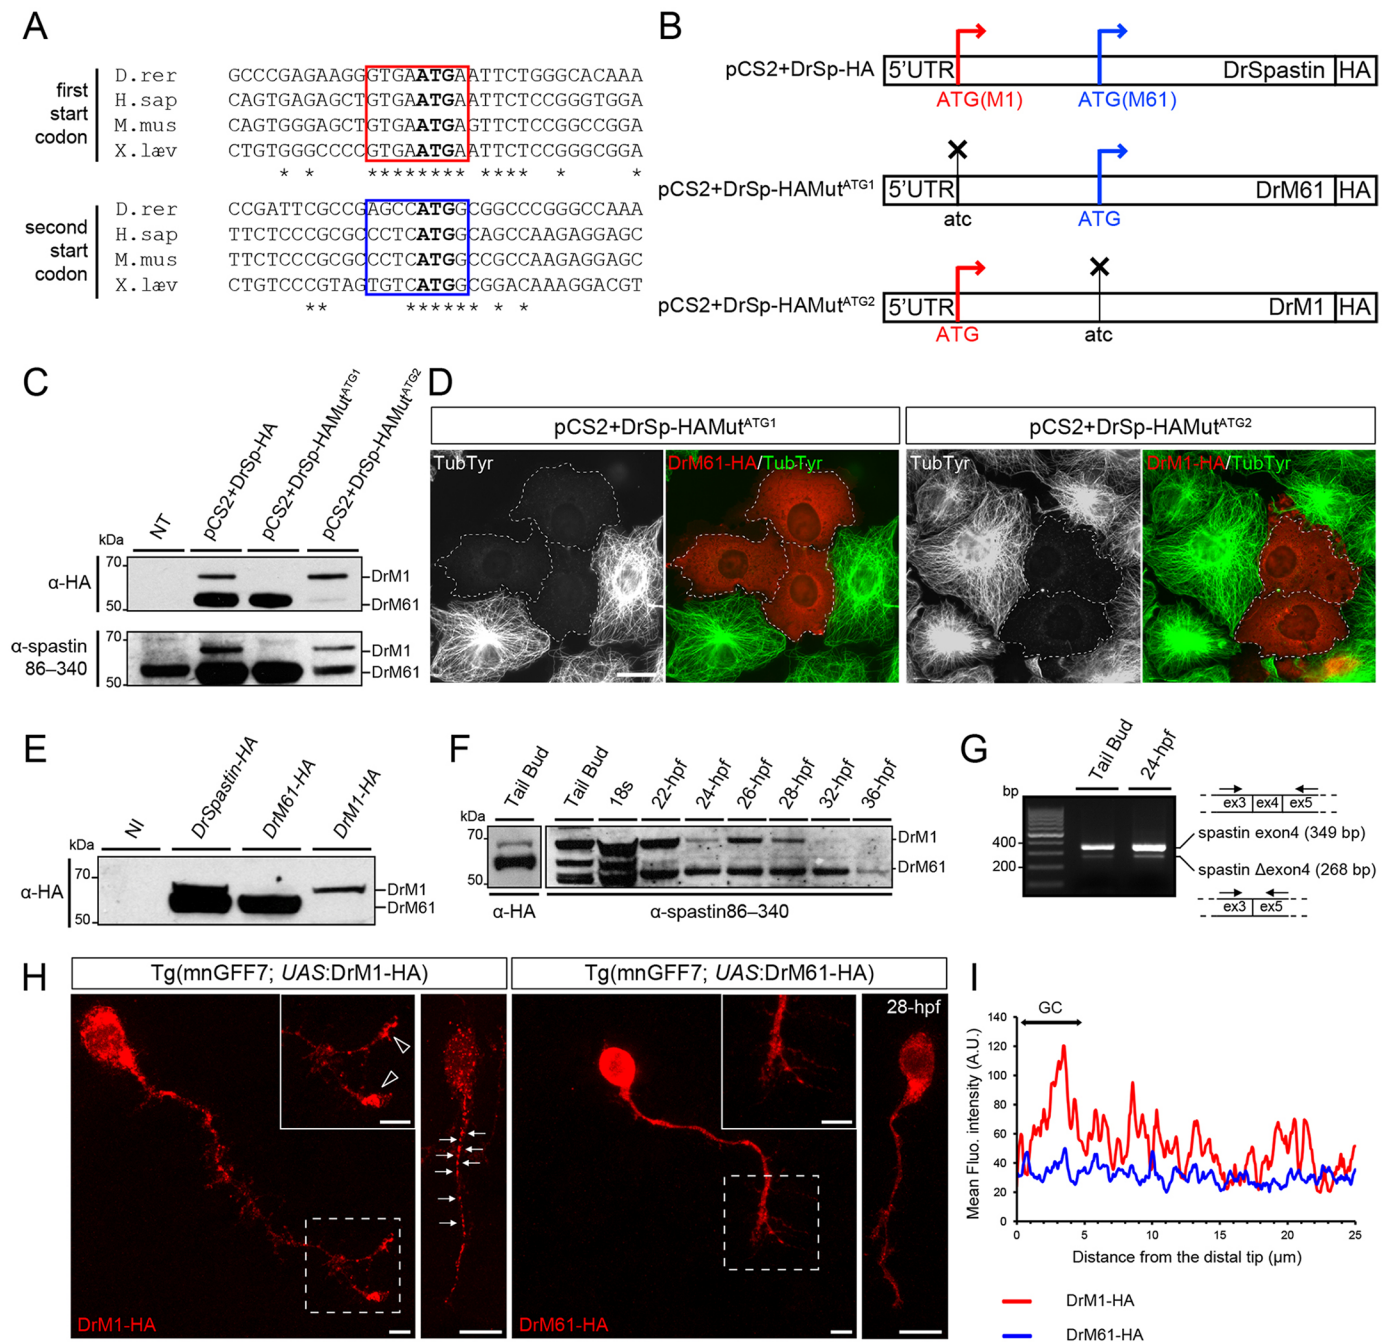 A
first start codon
D.rer GCCCGAGAAGGGTGAATGAATTCTGGGCACAAA
H.sap CAGTGAGAGCTGTGAATGAATTCTCCGGGTGGA
M.mus CAGTGGGAGCTGTGAATGAGTTCTCCGGCCGGA
X.læv CTGTGGGCCCCGTGAATGAATTCTCCGGGCGGA
* * ******** **** * *
second start codon
D.rer CCGATTCGCCGAGCCATGGCGGCCCGGGCCAAA
H.sap TTCTCCCGCGCCCTCATGGCAGCCAAGAGGAGC
M.mus TTCTCCCGCGCCCTCATGGCCGCCAAGAGGAGC
X.læv CTGTCCCGTAGTGTCATGGCGGACAAAGGACGT
** ****** * *
B
pCS2+DrSp-HA
5'UTR DrSpastin HA
ATG(M1) ATG(M61)
pCS2+DrSp-HAMutATG1
5'UTR DrM61 HA
atc ATG
pCS2+DrSp-HAMutATG2
5'UTR DrM1 HA
ATG atc
C
NT
pCS2+DrSp-HA
pCS2+DrSp-HAMutATG1
pCS2+DrSp-HAMutATG2
kDa
α-HA
70
50
DrM1
DrM61
α-spastin
86–340
70
50
DrM1
DrM61
D
pCS2+DrSp-HAMutATG1
pCS2+DrSp-HAMutATG2
TubTyr
DrM61-HA/TubTyr
TubTyr
DrM1-HA/TubTyr
E
NI
DrSpastin-HA
DrM61-HA
DrM1-HA
kDa
α-HA
70
50
DrM1
DrM61
F
Tail Bud
Tail Bud
18s
22-hpf
24-hpf
26-hpf
28-hpf
32-hpf
36-hpf
kDa
70
50
DrM1
DrM61
α-HA
α-spastin86–340
G
Tail Bud
24-hpf
bp
400
200
ex3 ex4 ex5
spastin exon4 (349 bp)
spastin Δexon4 (268 bp)
ex3 ex5
H
Tg(mnGFF7; UAS:DrM1-HA)
Tg(mnGFF7; UAS:DrM61-HA)
28-hpf
DrM1-HA
DrM61-HA
I
GC
Mean Fluo. intensity (A.U.)
140
120
100
80
60
40
20
0
0 5 10 15 20 25
Distance from the distal tip (µm)
DrM1-HA
DrM61-HA